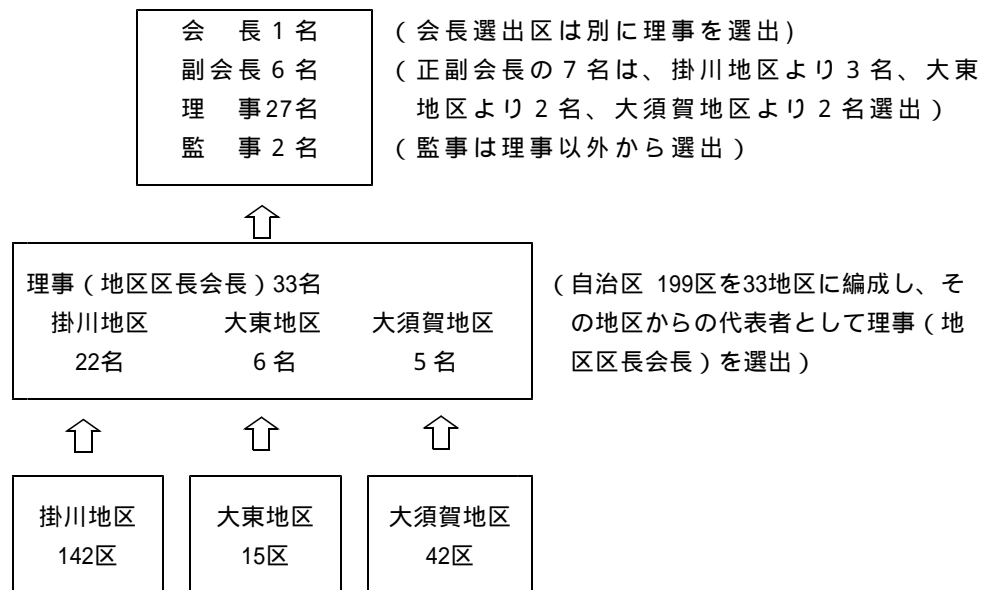 会　長１名　（会長選出区は別に理事を選出)
副会長６名　（正副会長の７名は、掛川地区より３名、大東
理　事27名　地区より２名、大須賀地区より２名選出）
監　事２名　（監事は理事以外から選出）
理事（地区区長会長）33名　（自治区 199区を33地区に編成し、そ
掛川地区　大東地区　大須賀地区　の地区からの代表者として理事（地
22名　６名　５名　区区長会長）を選出）
掛川地区　大東地区　大須賀地区
142区　15区　42区